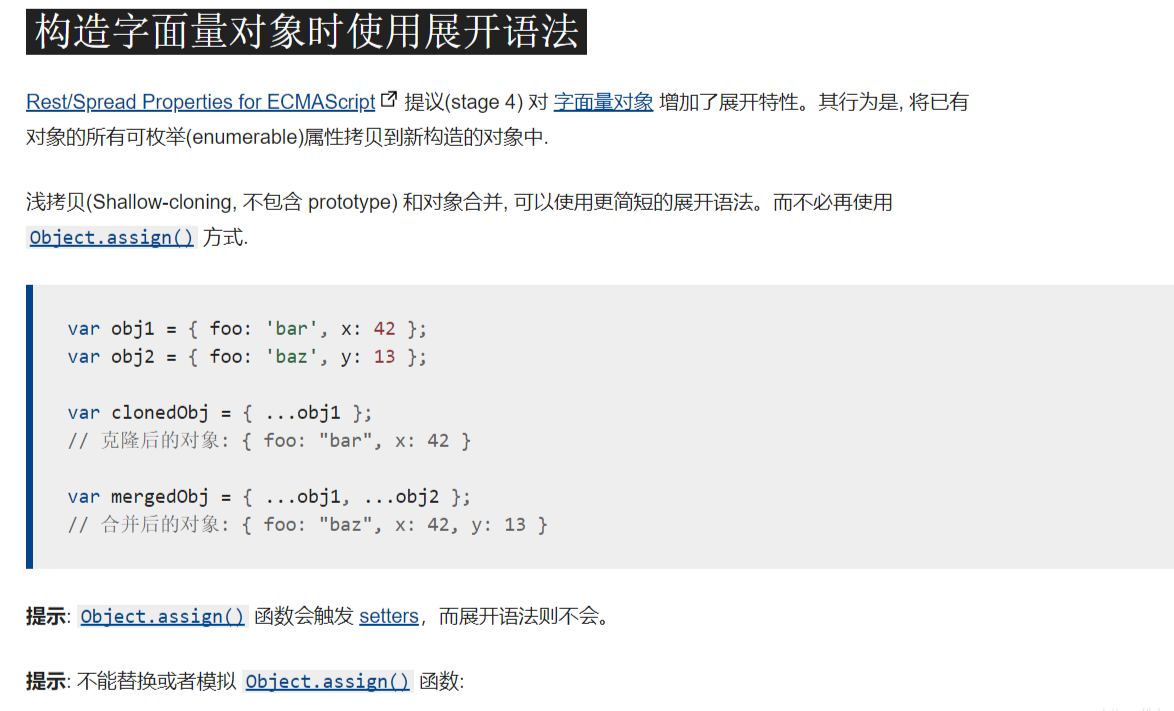 构造字面量对象时使用展开语法
Rest/Spread Properties for ECMAScript 提议(stage 4) 对 字面量对象 增加了展开特性。其行为是, 将已有
对象的所有可枚举(enumerable)属性拷贝到新构造的对象中.
浅拷贝(Shallow-cloning, 不包含 prototype) 和对象合并, 可以使用更简短的展开语法。而不必再使用
Object.assign() 方式.
var obj1 = { foo: 'bar', x: 42 };
var obj2 = { foo: 'baz', y: 13 };
var clonedObj = { ...obj1 };
// 克隆后的对象: { foo: "bar", x: 42 }
var mergedObj = { ...obj1, ...obj2 };
// 合并后的对象: { foo: "baz", x: 42, y: 13 }
提示: Object.assign() 函数会触发 setters，而展开语法则不会。
提示: 不能替换或者模拟 Object.assign() 函数: